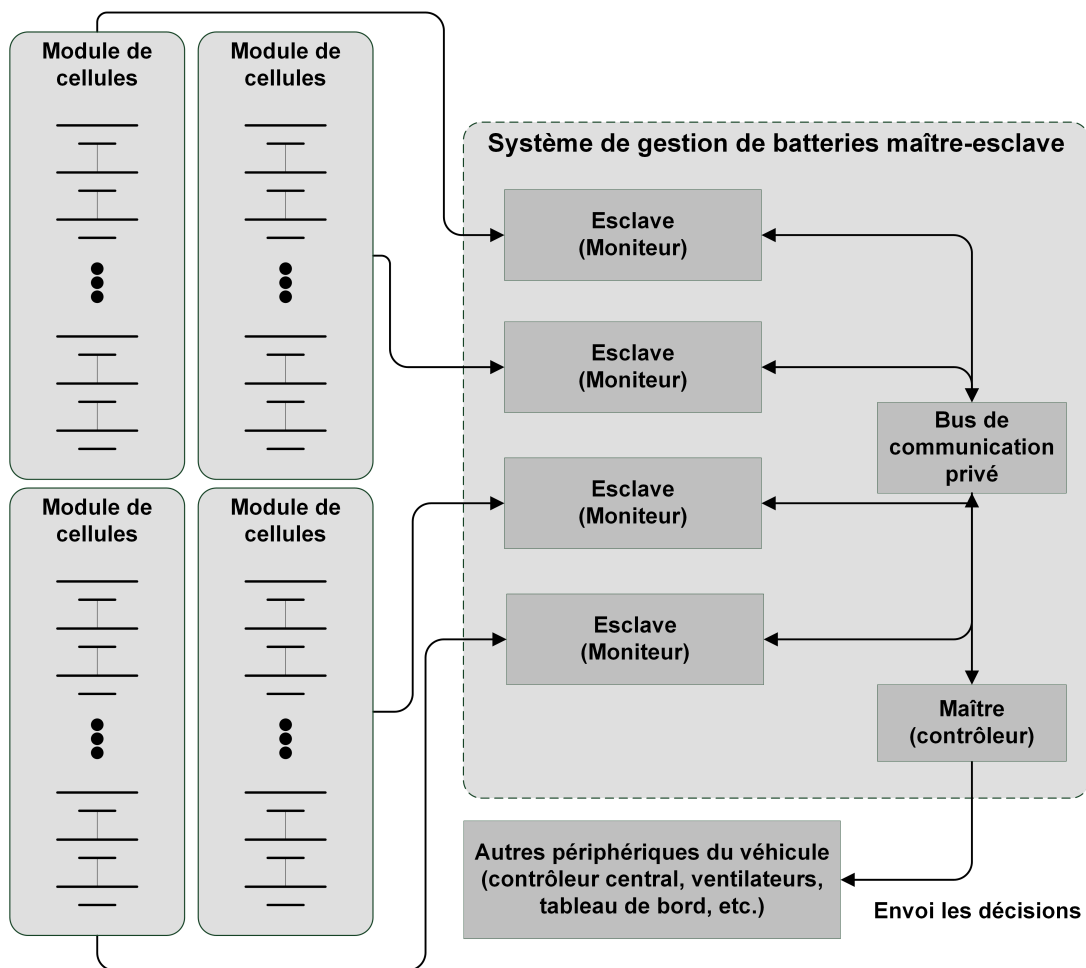 Module de
cellules
Module de
cellules
Système de gestion de batteries maître-esclave
Esclave
(Moniteur)
Esclave
(Moniteur)
Bus de
communication
privé
Esclave
(Moniteur)
Module de
cellules
Module de
cellules
Esclave
(Moniteur)
Maître
(contrôleur)
Autres périphériques du véhicule
(contrôleur central, ventilateurs,
tableau de bord, etc.)
Envoi les décisions